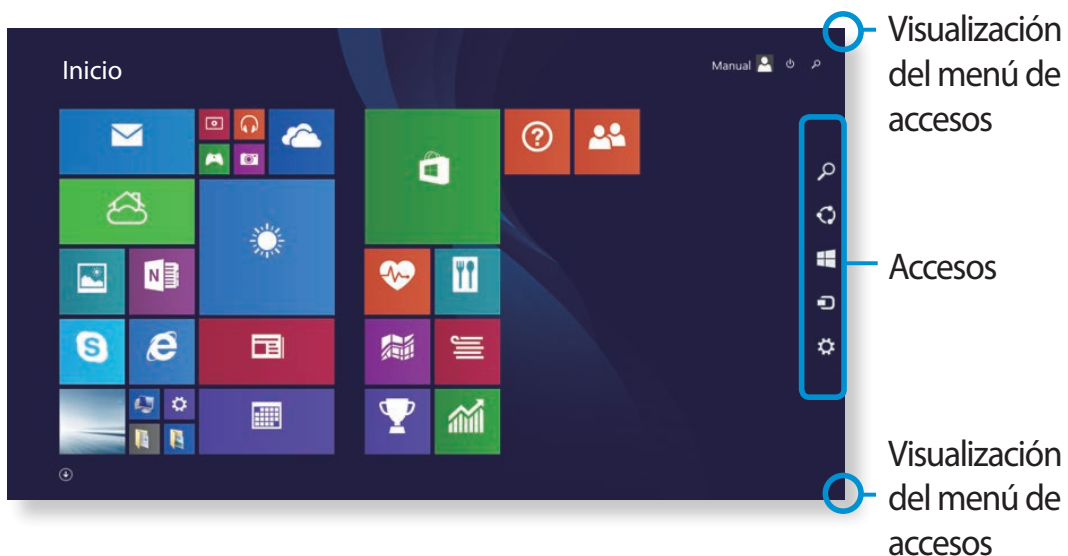 Visualización
del menú de
accesos
Inicio
Manual
Accesos
Visualización
del menú de
accesos